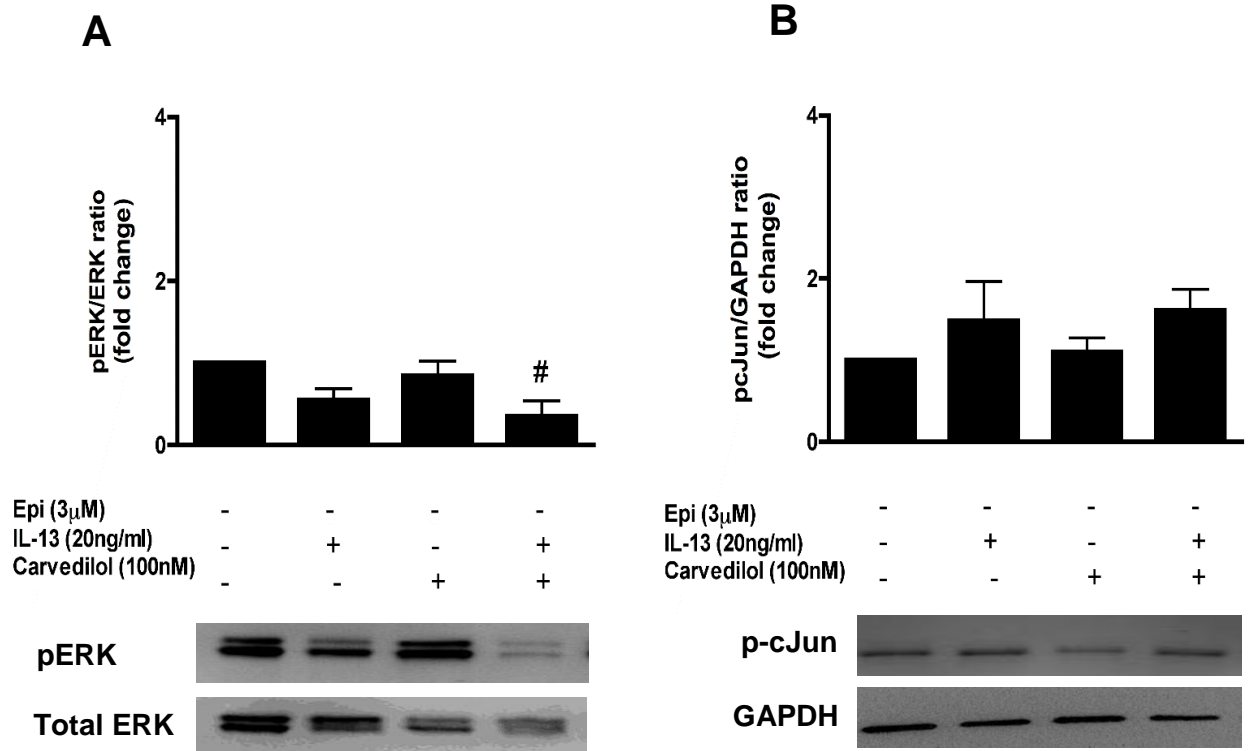 A
pERK/ERK ratio
(fold change)
4
2
0
#
Epi (3μM) - - - -
IL-13 (20ng/ml) - + - +
Carvedilol (100nM) - - + +
pERK
Total ERK
B
pcJun/GAPDH ratio
(fold change)
4
2
0
Epi (3μM) - - - -
IL-13 (20ng/ml) - + - +
Carvedilol (100nM) - - + +
p-cJun
GAPDH